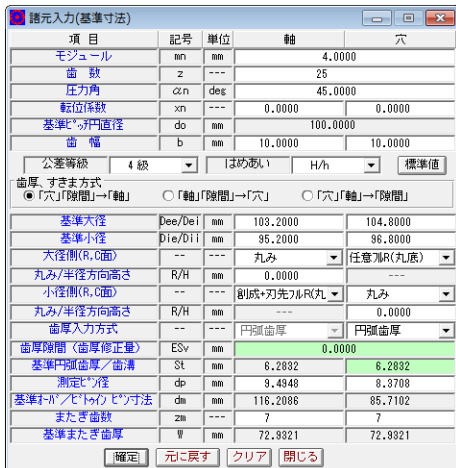 諸元入力(基準寸法)
項 目 記号 単位 軸 穴
モジュール mn mm 4.0000
歯 数 z --- 25
圧力角 αn deg 45.0000
転位係数 xn --- 0.0000 0.0000
基準ピッチ円直径 do mm 100.0000
歯 幅 b mm 10.0000 10.0000
公差等級 4 級 はめあい H/h 標準値
歯厚、すきま方式
「穴」「隙間」→「軸」 「軸」「隙間」→「穴」 「穴」「軸」→「隙間」
基準大径 Dee/Dei mm 103.2000 104.8000
基準小径 Die/Dii mm 95.2000 96.8000
大径側(R,C面) -- --- 丸み 任意フルR(丸底)
丸み/半径方向高さ R/H mm 0.0000 ---
小径側(R,C面) -- --- 創成+刃先フルR(丸 丸み
丸み/半径方向高さ R/H mm --- 0.0000
歯厚入力方式 -- --- 円弧歯厚 円弧歯厚
歯厚隙間（歯厚修正量） ESv mm 0.0000
基準円弧歯厚／歯溝 St mm 6.2832 6.2832
測定ピン径 dp mm 9.4948 8.3708
基準オーバ／ビトゥイン ピン寸法 dm mm 116.2086 85.7102
またぎ歯数 zm --- 7 7
基準またぎ歯厚 W mm 72.9321 72.9321
確定 元に戻す クリア 閉じる